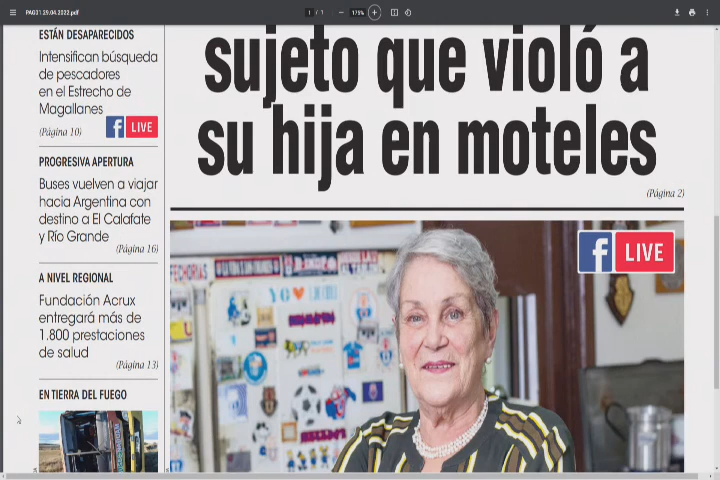 PAG01 29.04.2022.pdf
1 / 1
175%
ESTÁN DESAPARECIDOS
Intensifican búsqueda
de pescadores
en el Estrecho de
Magallanes
(Página 10)
f LIVE
PROGRESIVA APERTURA
Buses vuelven a viajar
hacia Argentina con
destino a El Calafate
y Río Grande
(Página 16)
A NIVEL REGIONAL
Fundación Acrux
entregará más de
1.800 prestaciones
de salud
(Página 13)
EN TIERRA DEL FUEGO
sujeto que violó a
su hija en moteles
(Página 2)
f LIVE
FECHORIAS
YO